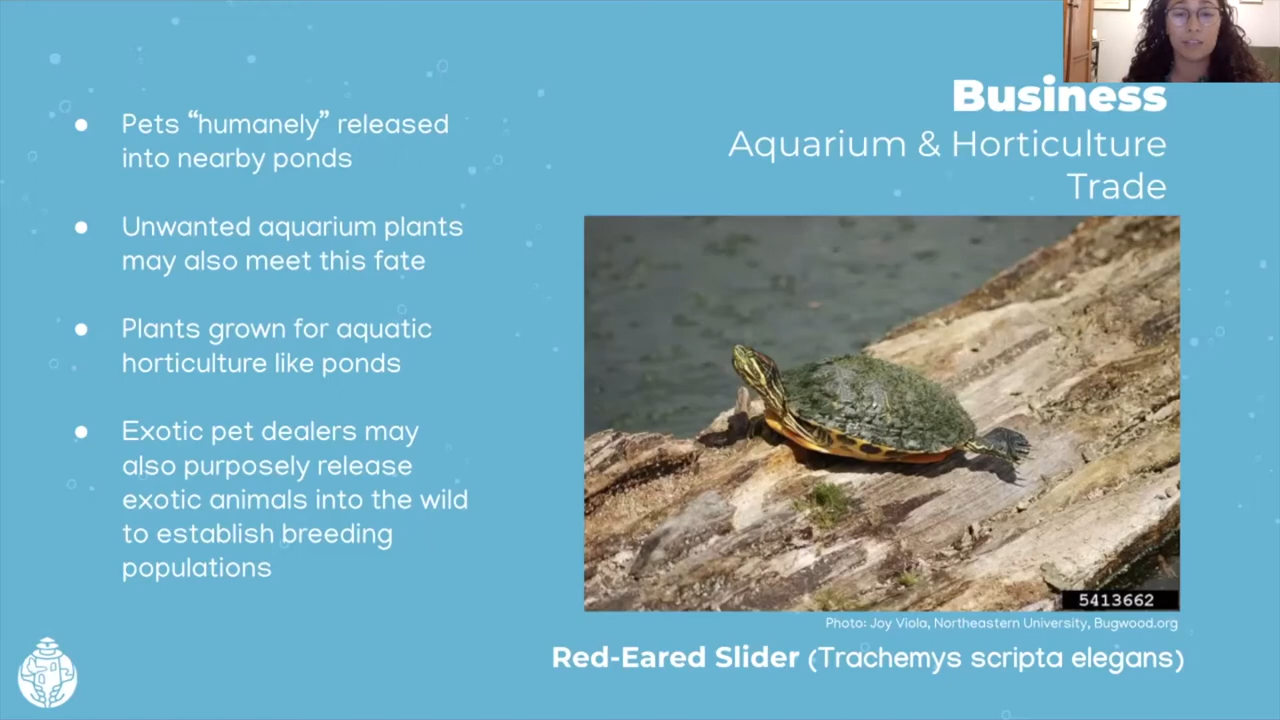 Business
Aquarium & Horticulture
Trade
● Pets “humanely” released
into nearby ponds
● Unwanted aquarium plants
may also meet this fate
● Plants grown for aquatic
horticulture like ponds
● Exotic pet dealers may
also purposely release
exotic animals into the wild
to establish breeding
populations
5413662
Photo: Joy Viola, Northeastern University, Bugwood.org
Red-Eared Slider (Trachemys scripta elegans)